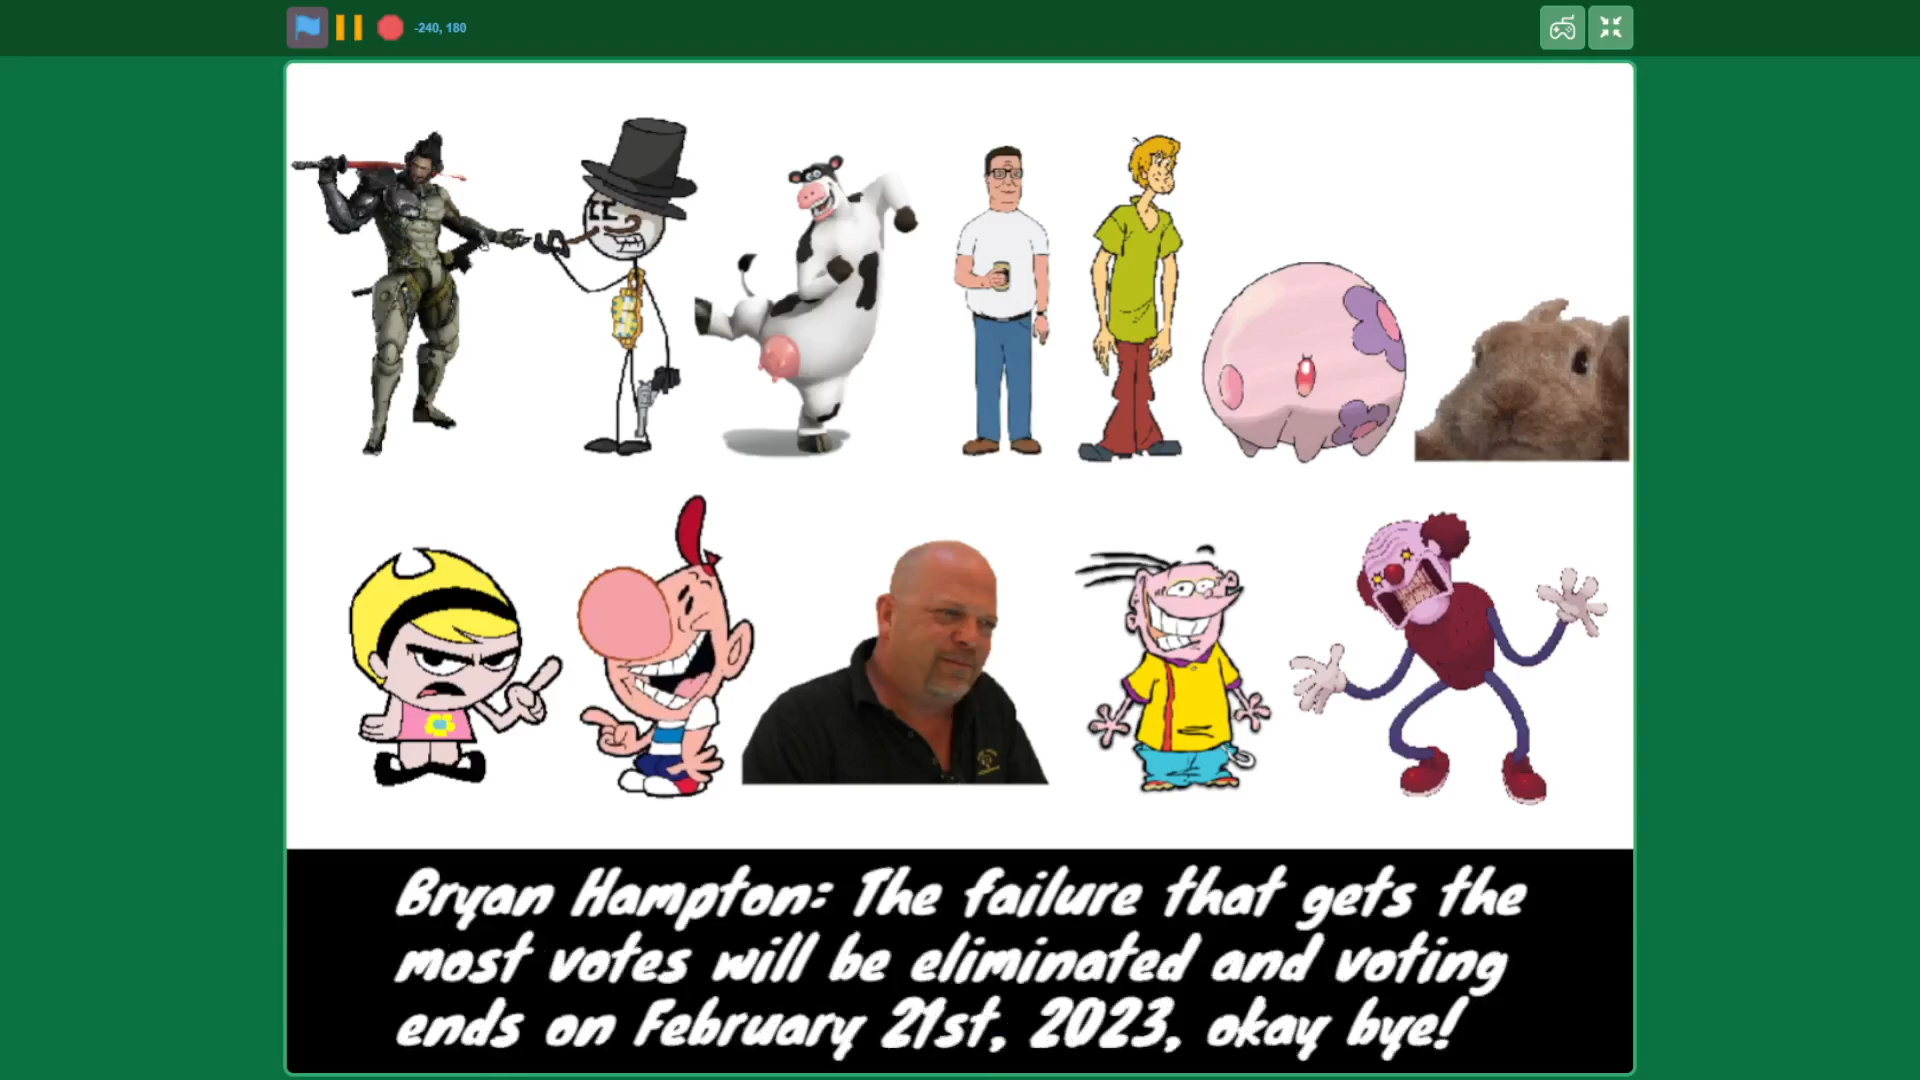 -240, 180
Bryan Hampton: The failure that gets the
most votes will be eliminated and voting
ends on February 21st, 2023, okay bye!